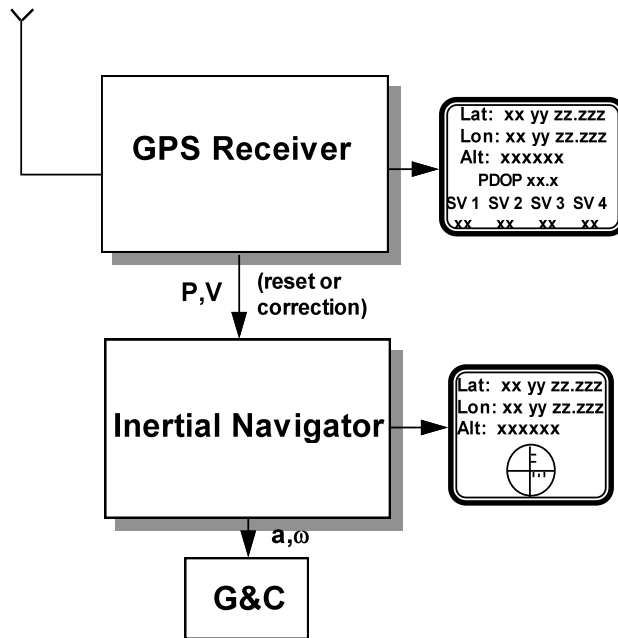 GPS Receiver
Lat: xx yy zz.zzz
Lon: xx yy zz.zzz
Alt: xxxxxx
PDOP xx.x
SV 1 SV 2 SV 3 SV 4
xx xx xx xx
P,V
(reset or
correction)
Inertial Navigator
Lat: xx yy zz.zzz
Lon: xx yy zz.zzz
Alt: xxxxxx
a,ω
G&C